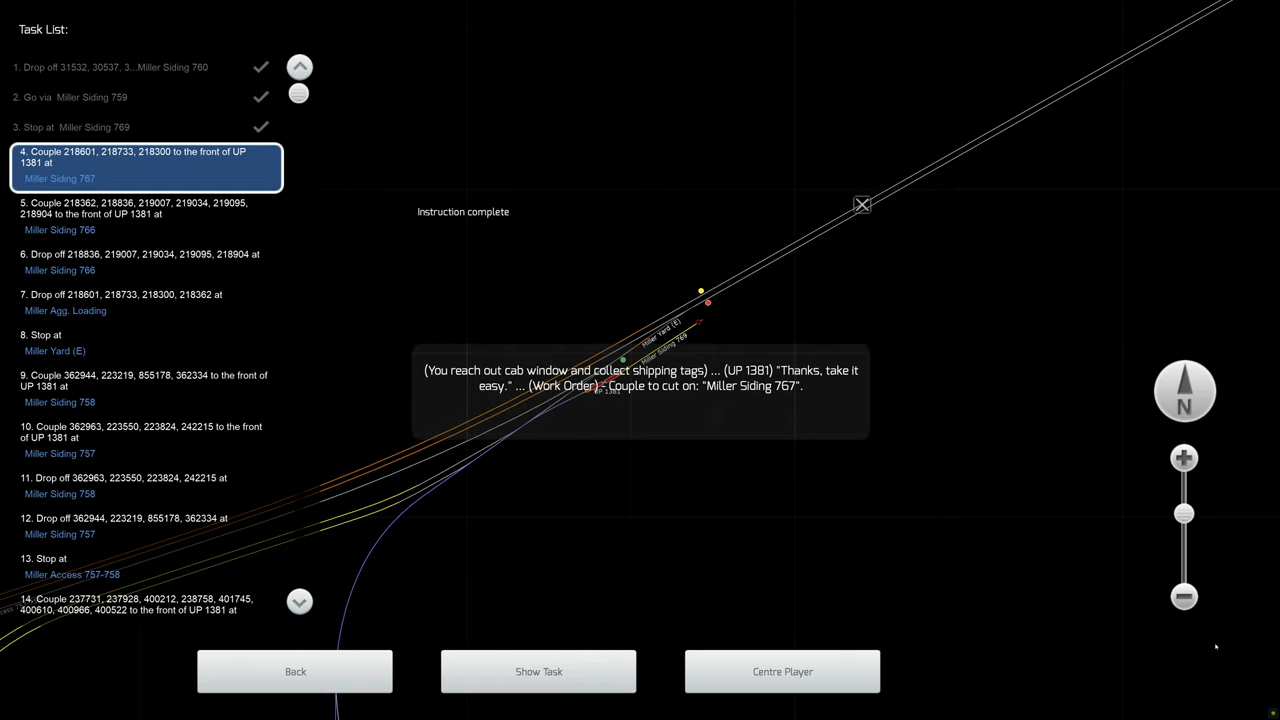 Task List:
1. Drop off 31532, 30537, 3...Miller Siding 760
2. Go via  Miller Siding 759
3. Stop at  Miller Siding 769
4. Couple 218601, 218733, 218300 to the front of UP
1381 at
Miller Siding 767
5. Couple 218362, 218836, 219007, 219034, 219095,
218904 to the front of UP 1381 at
Miller Siding 766
6. Drop off 218836, 219007, 219034, 219095, 218904 at
Miller Siding 766
7. Drop off 218601, 218733, 218300, 218362 at
Miller Agg. Loading
8. Stop at
Miller Yard (E)
9. Couple 362944, 223219, 855178, 362334 to the front of
UP 1381 at
Miller Siding 758
10. Couple 362963, 223550, 223824, 242215 to the front
of UP 1381 at
Miller Siding 757
11. Drop off 362963, 223550, 223824, 242215 at
Miller Siding 758
12. Drop off 362944, 223219, 855178, 362334 at
Miller Siding 757
13. Stop at
Miller Access 757-758
14. Couple 237731, 237928, 400212, 238758, 401745,
400610, 400966, 400522 to the front of UP 1381 at
Instruction complete
Miller Yard (E)
Miller Siding 769
(You reach out cab window and collect shipping tags) ... (UP 1381) "Thanks, take it
easy." ... (Work Order) - Couple to cut on: "Miller Siding 767".
UP 1381
N
Back
Show Task
Centre Player